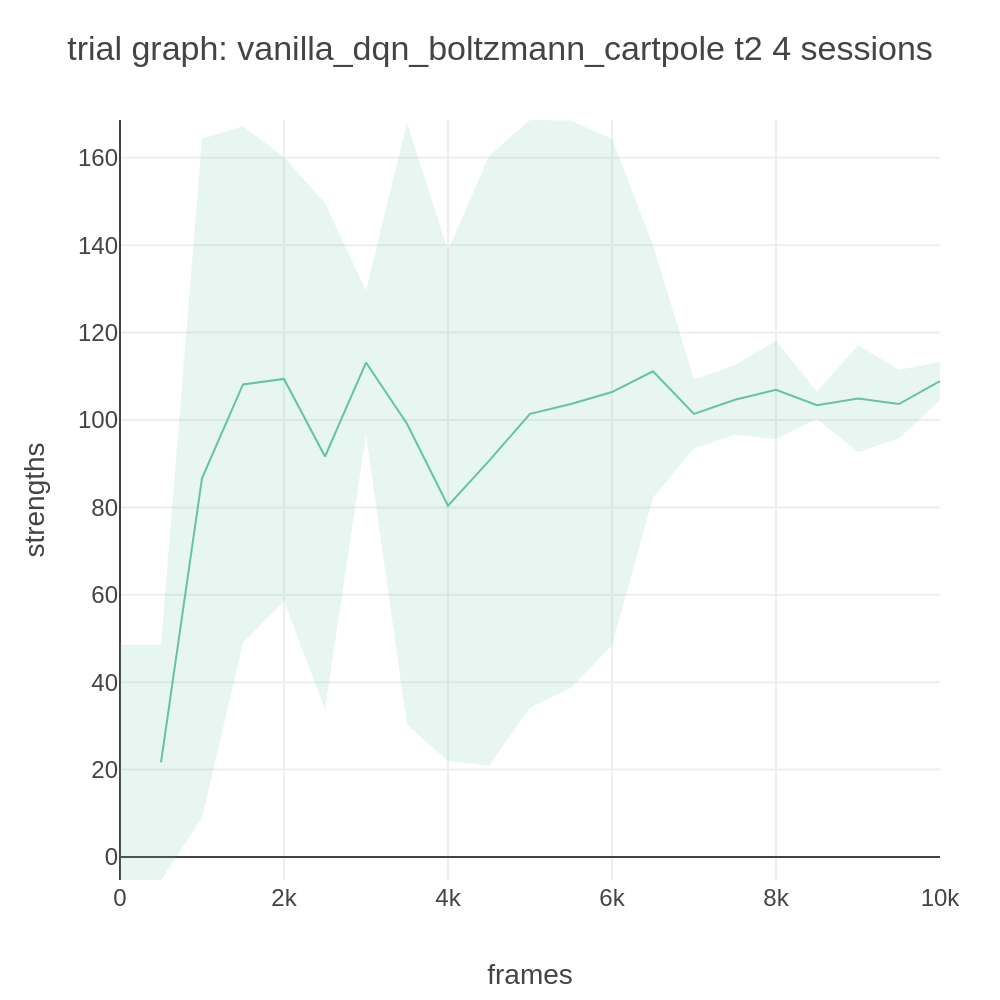 trial graph: vanilla_dqn_boltzmann_cartpole t2 4 sessions
160
140
120
100
80
60
40
20
0
strengths
0 2k 4k 6k 8k 10k
frames